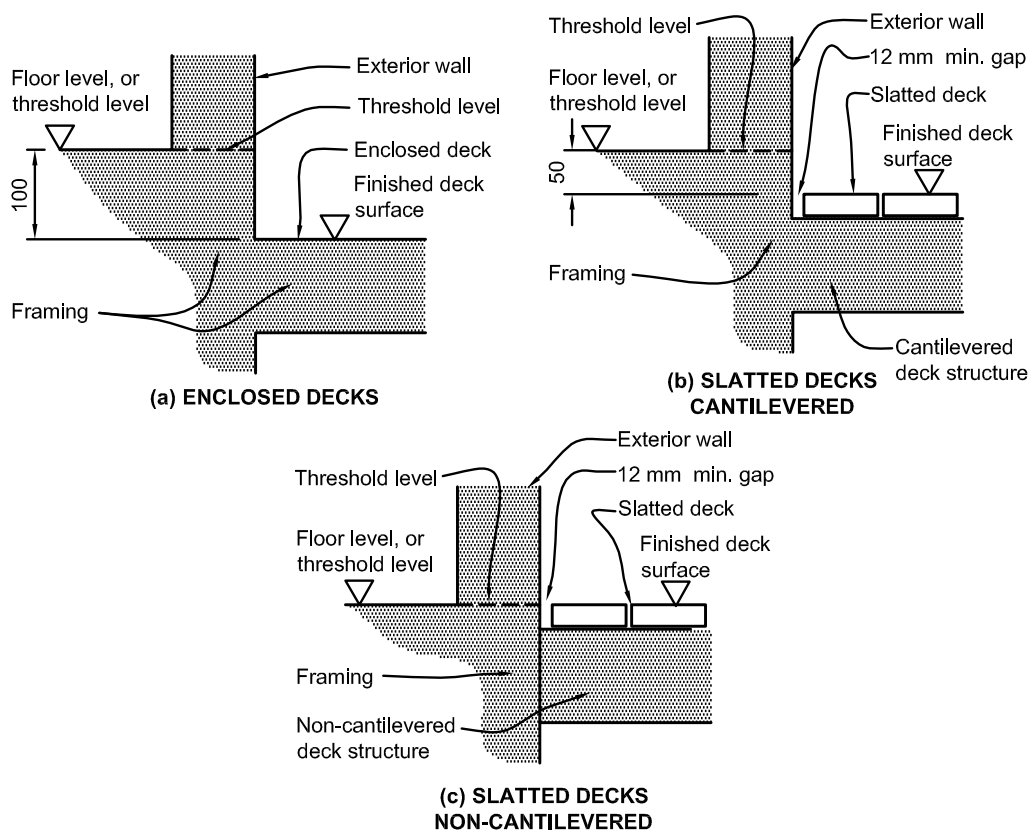 Floor level, or
threshold level
Exterior wall
Threshold level
Enclosed deck
Finished deck
surface
100
Framing
(a) ENCLOSED DECKS
Threshold level
Exterior wall
12 mm  min. gap
Floor level, or
threshold level
Slatted deck
Finished deck
surface
50
Framing
Cantilevered
deck structure
(b) SLATTED DECKS
CANTILEVERED
Exterior wall
Threshold level
12 mm  min. gap
Slatted deck
Floor level, or
threshold level
Finished deck
surface
Framing
Non-cantilevered
deck structure
(c) SLATTED DECKS
NON-CANTILEVERED